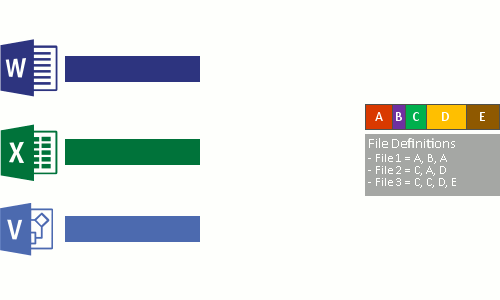 W
X
V
A B C D E
File Definitions
- File 1 = A, B, A
- File 2 = C, A, D
- File 3 = C, C, D, E